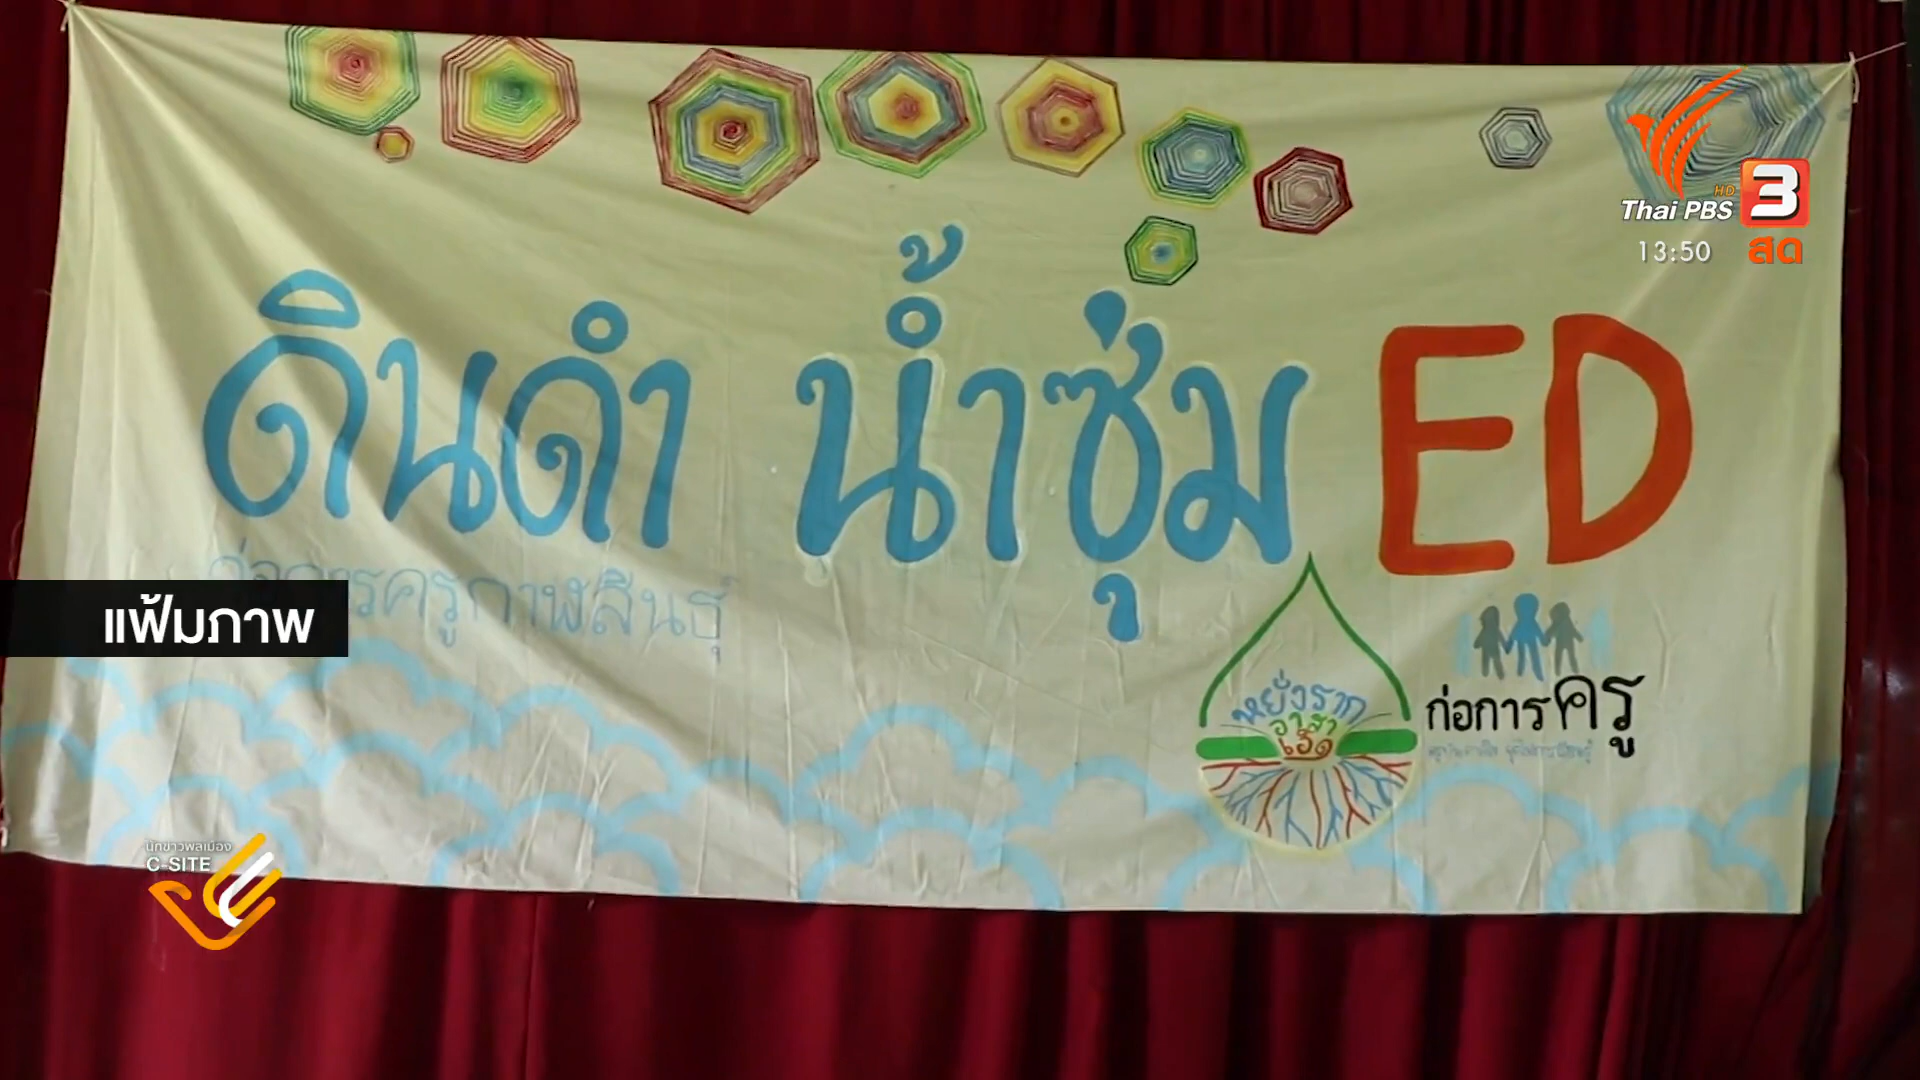 Thai PBS HD 3
13:50 สด
ดินดำ น้ำซุ่ม ED
ก่อการครูกาฬสินธุ์
แฟ้มภาพ
หยั่งราก
ก่อการครู
นักข่าวพลเมือง
C-SITE